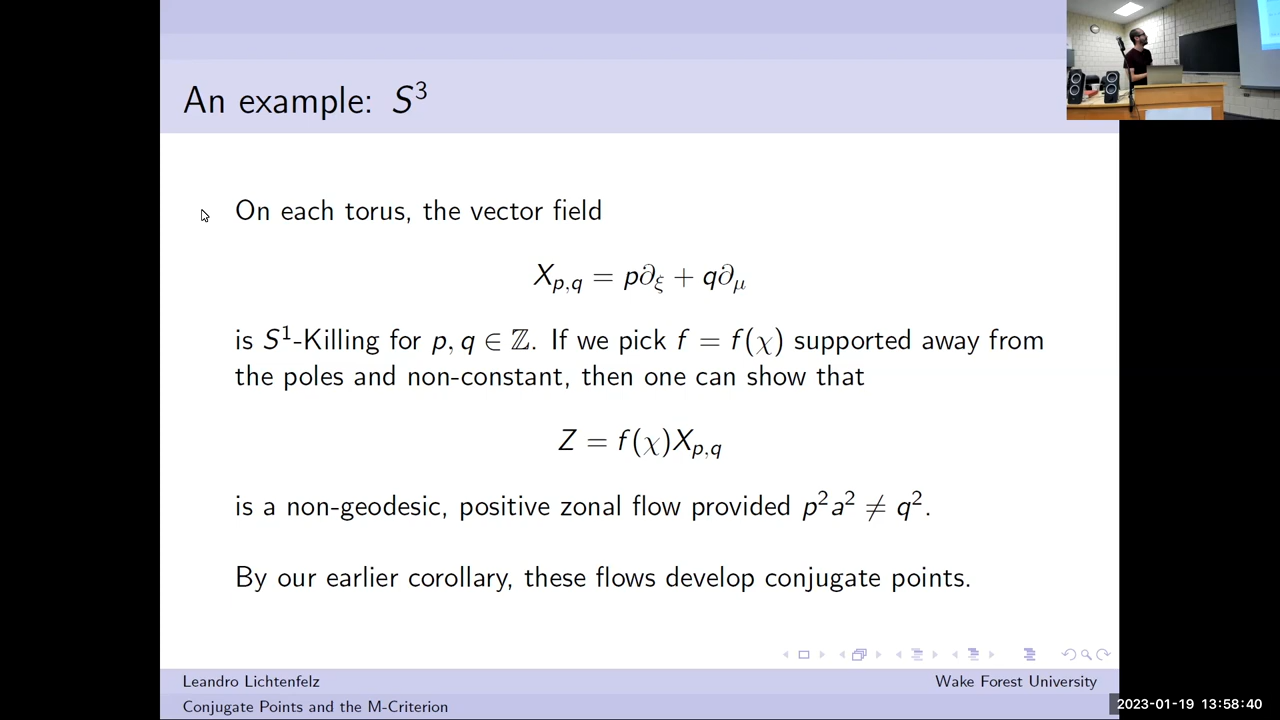 An example: S³
On each torus, the vector field
X_{p,q} = p∂_ξ + q∂_μ
is S¹-Killing for p, q ∈ ℤ. If we pick f = f(χ) supported away from
the poles and non-constant, then one can show that
Z = f(χ)X_{p,q}
is a non-geodesic, positive zonal flow provided p²a² ≠ q².
By our earlier corollary, these flows develop conjugate points.
Leandro Lichtenfelz
Wake Forest University
Conjugate Points and the M-Criterion
2023-01-19 13:58:40